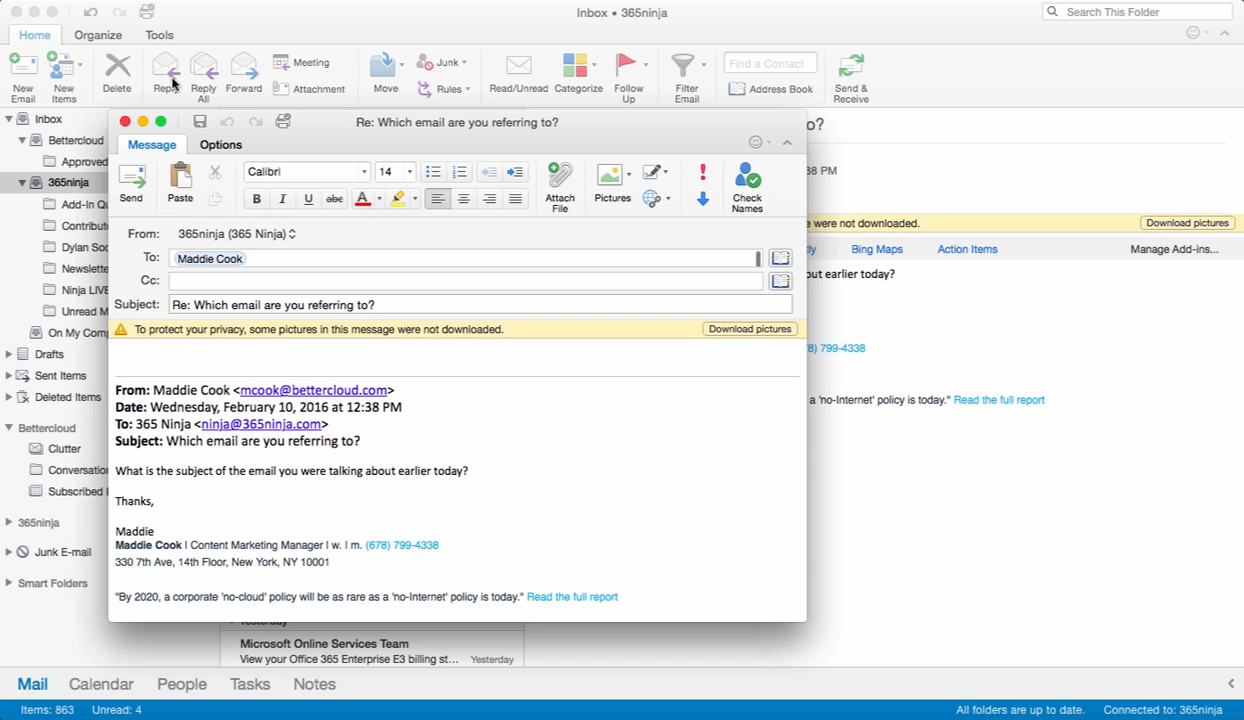 Inbox • 365ninja
Search This Folder
Home Organize Tools
New Email
New Items
Delete
Reply
Reply All
Forward
Meeting
Attachment
Move
Junk
Rules
Read/Unread
Categorize
Follow Up
Filter Email
Find a Contact
Address Book
Send & Receive
Inbox
Bettercloud
Approved
365ninja
Add-In Qu
Contribut
Dylan Soc
Newslette
Ninja LIVE
Unread M
On My Comp
Drafts
Sent Items
Deleted Items
Bettercloud
Clutter
Conversation
Subscribed
365ninja
Junk E-mail
Smart Folders
Re: Which email are you referring to?
Message Options
Send
Paste
Calibri 14
B I U abc A
Attach File
Pictures
Check Names
From: 365ninja (365 Ninja)
To: Maddie Cook
Cc:
Subject: Re: Which email are you referring to?
To protect your privacy, some pictures in this message were not downloaded. Download pictures
From: Maddie Cook <mcook@bettercloud.com>
Date: Wednesday, February 10, 2016 at 12:38 PM
To: 365 Ninja <ninja@365ninja.com>
Subject: Which email are you referring to?
What is the subject of the email you were talking about earlier today?
Thanks,
Maddie
Maddie Cook | Content Marketing Manager | w. | m. (678) 799-4338
330 7th Ave, 14th Floor, New York, NY 10001
"By 2020, a corporate 'no-cloud' policy will be as rare as a 'no-Internet' policy is today." Read the full report
o?
38 PM
e were not downloaded. Download pictures
ly Bing Maps Action Items Manage Add-ins...
out earlier today?
78) 799-4338
a 'no-Internet' policy is today." Read the full report
Yesterday
Microsoft Online Services Team
View your Office 365 Enterprise E3 billing st... Yesterday
Mail Calendar People Tasks Notes
Items: 863 Unread: 4 All folders are up to date. Connected to: 365ninja